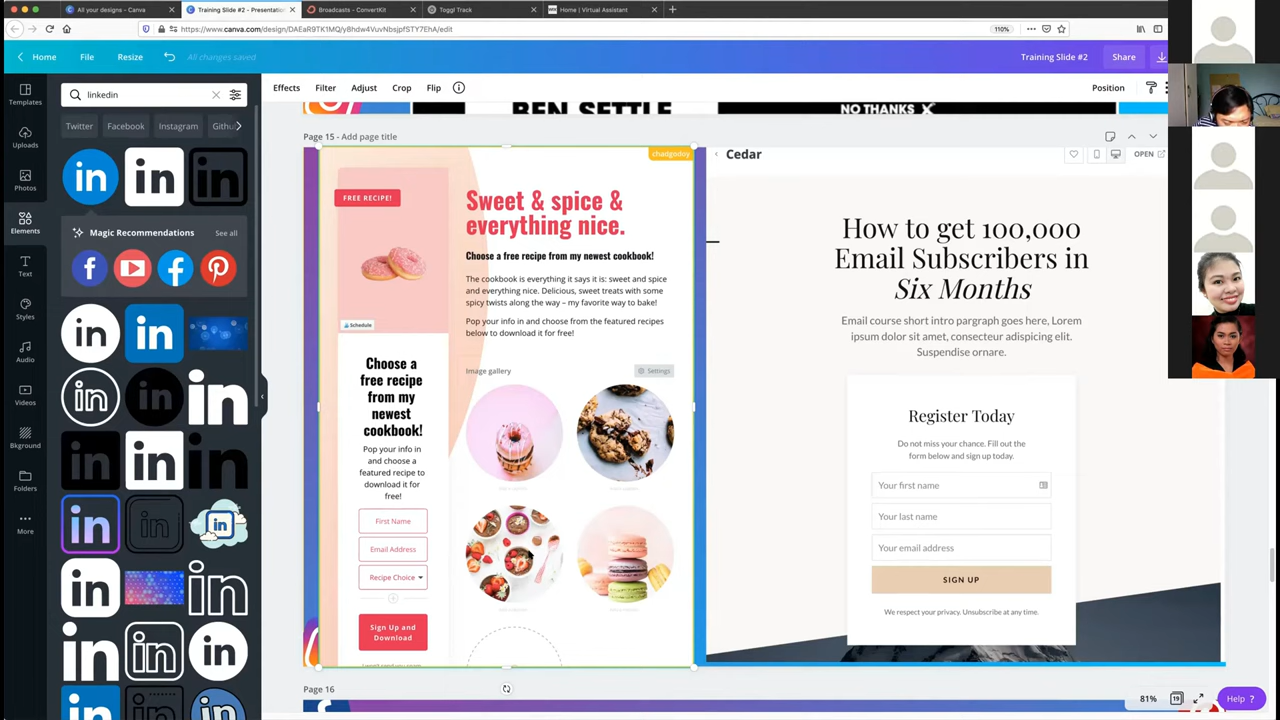 All your designs - Canva
Training Slide #2 - Presentation
Broadcasts - ConvertKit
Toggl Track
Home | Virtual Assistant
https://www.canva.com/design/DAEaR9TK1MQ/y8hdw4VuvNbsjpfSTY7EhA/edit
110%
Home
File
Resize
All changes saved
Training Slide #2
Share
linkedin
Effects
Filter
Adjust
Crop
Flip
Position
Templates
Uploads
Photos
Elements
Text
Styles
Audio
Videos
Bkground
Folders
More
Twitter
Facebook
Instagram
Githu
Magic Recommendations
See all
BEN SETTLE
NO THANKS X
Page 15 - Add page title
chadgodoy
FREE RECIPE!
Schedule
Choose a
free recipe
from my
newest
cookbook!
Pop your info in
and choose a
featured recipe to
download it for
free!
First Name
Email Address
Recipe Choice
Sign Up and
Download
Sweet & spice &
everything nice.
Choose a free recipe from my newest cookbook!
The cookbook is everything it says it is: sweet and spice
and everything nice. Delicious, sweet treats with some
spicy twists along the way – my favorite way to bake!
Pop your info in and choose from the featured recipes
below to download it for free!
Image gallery
Settings
Cedar
OPEN
How to get 100,000
Email Subscribers in
Six Months
Email course short intro pargraph goes here, Lorem
ipsum dolor sit amet, consectetur adipiscing elit.
Suspendise ornare.
Register Today
Do not miss your chance. Fill out the
form below and sign up today.
Your first name
Your last name
Your email address
SIGN UP
We respect your privacy. Unsubscribe at any time.
Page 16
81%
19
Help ?